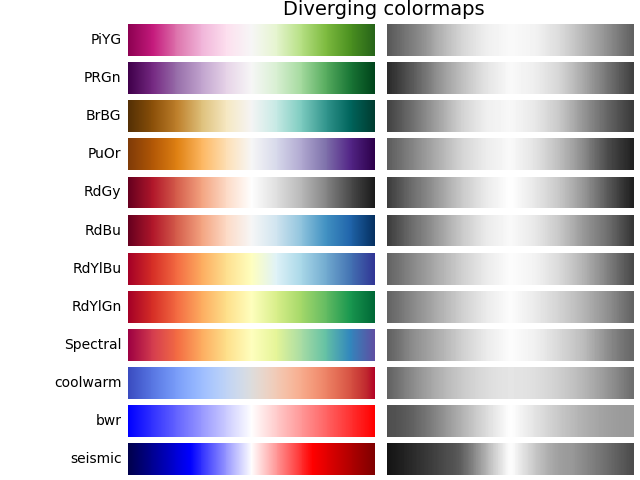 Diverging colormaps
PiYG
PRGn
BrBG
PuOr
RdGy
RdBu
RdYlBu
RdYlGn
Spectral
coolwarm
bwr
seismic